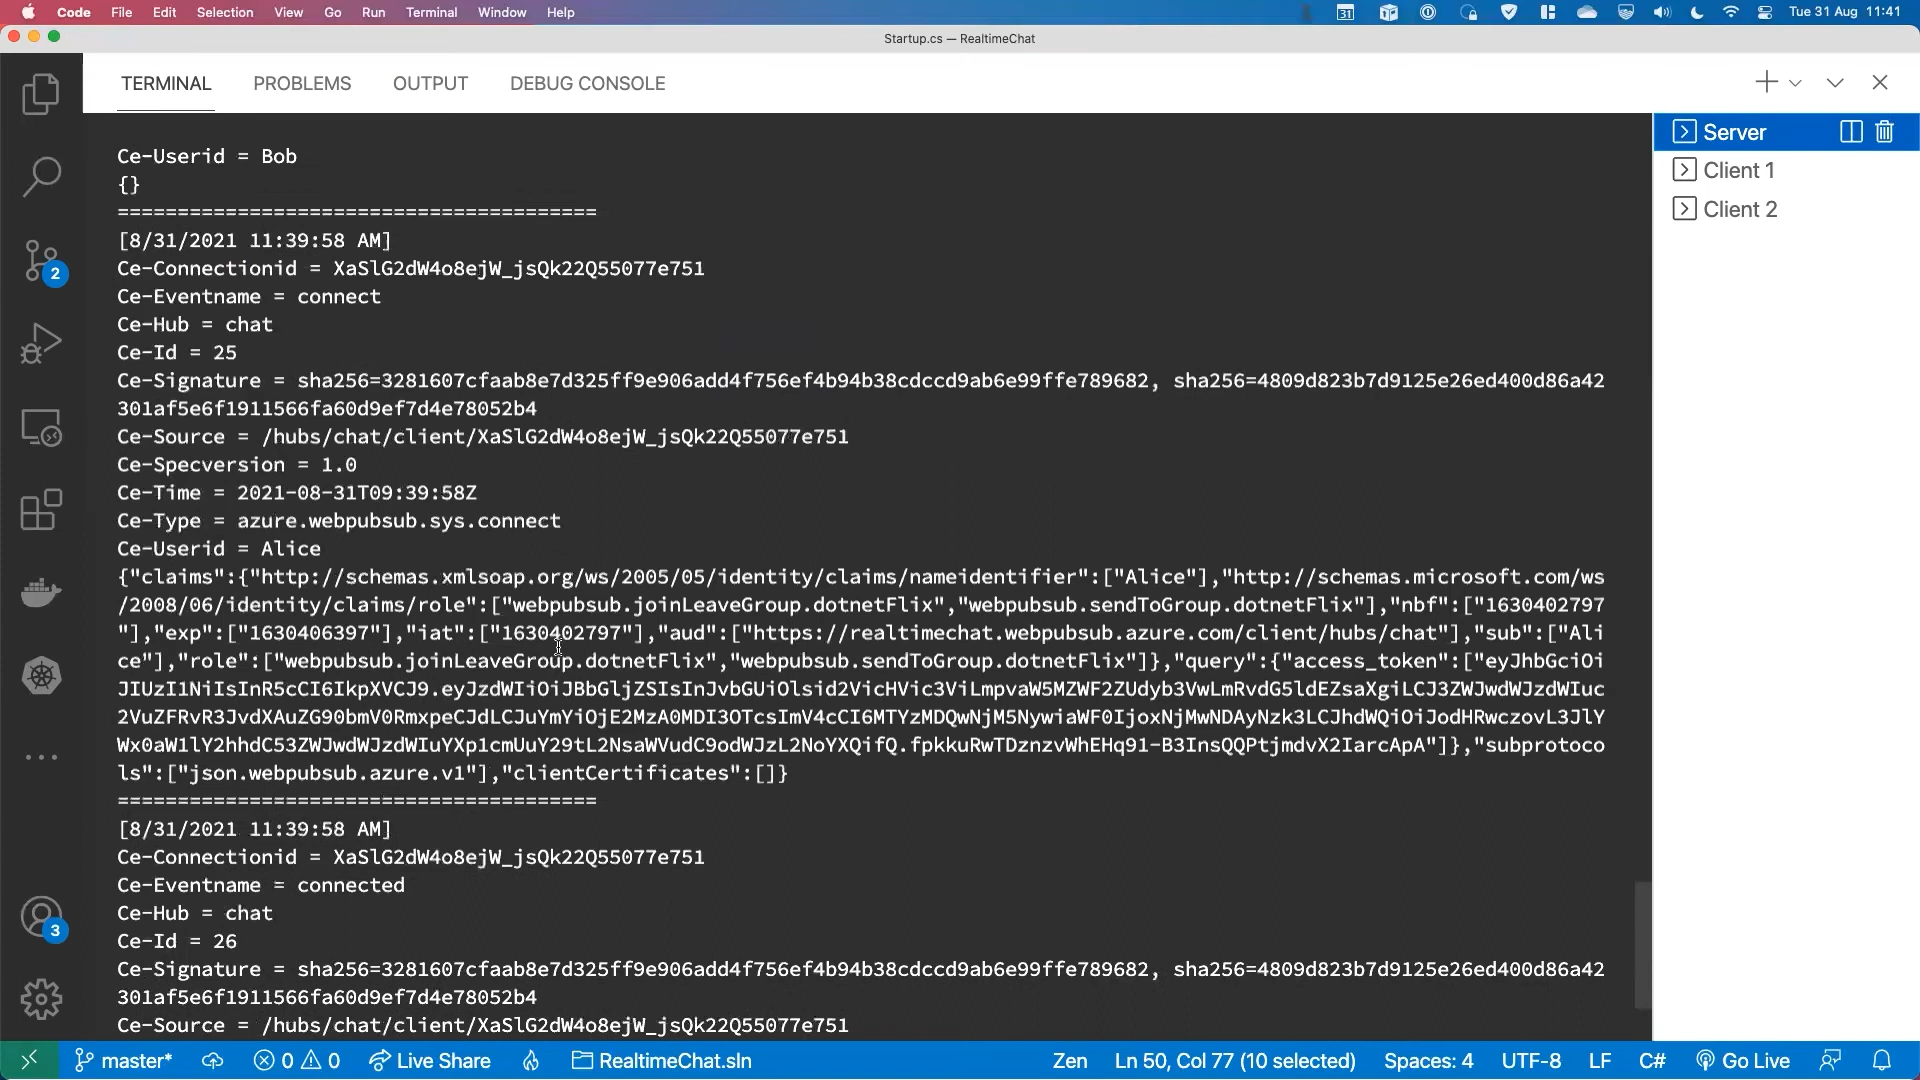 Code File Edit Selection View Go Run Terminal Window Help 31 Tue 31 Aug 11:41
Startup.cs — RealtimeChat
TERMINAL PROBLEMS OUTPUT DEBUG CONSOLE
Server
Client 1
Client 2
Ce-Userid = Bob
{}
========================================
[8/31/2021 11:39:58 AM]
Ce-Connectionid = XaSlG2dW4o8ejW_jsQk22Q55077e751
Ce-Eventname = connect
Ce-Hub = chat
Ce-Id = 25
Ce-Signature = sha256=3281607cfaab8e7d325ff9e906add4f756ef4b94b38cdccd9ab6e99ffe789682, sha256=4809d823b7d9125e26ed400d86a42
301af5e6f1911566fa60d9ef7d4e78052b4
Ce-Source = /hubs/chat/client/XaSlG2dW4o8ejW_jsQk22Q55077e751
Ce-Specversion = 1.0
Ce-Time = 2021-08-31T09:39:58Z
Ce-Type = azure.webpubsub.sys.connect
Ce-Userid = Alice
{"claims":{"http://schemas.xmlsoap.org/ws/2005/05/identity/claims/nameidentifier":["Alice"],"http://schemas.microsoft.com/ws
/2008/06/identity/claims/role":["webpubsub.joinLeaveGroup.dotnetFlix","webpubsub.sendToGroup.dotnetFlix"],"nbf":["1630402797
"],"exp":["1630406397"],"iat":["1630402797"],"aud":["https://realtimechat.webpubsub.azure.com/client/hubs/chat"],"sub":["Ali
ce"],"role":["webpubsub.joinLeaveGroup.dotnetFlix","webpubsub.sendToGroup.dotnetFlix"]},"query":{"access_token":["eyJhbGciOi
JIUzI1NiIsInR5cCI6IkpXVCJ9.eyJzdWIiOiJBbGljZSIsInJvbGUiOlsid2VicHVic3ViLmpvaW5MZWF2ZUdyb3VwLmRvdG5ldEZsaXgiLCJ3ZWJwdWJzdWIuc
2VuZFRvR3JvdXAuZG90bmV0RmxpeCJdLCJuYmYiOjE2MzA0MDI3OTcsImV4cCI6MTYzMDQwNjM5NywiaWF0IjoxNjMwNDAyNzk3LCJhdWQiOiJodHRwczovL3JlY
Wx0aW1lY2hhdC53ZWJwdWJzdWIuYXp1cmUuY29tL2NsaWVudC9odWJzL2NoYXQifQ.fpkkuRwTDznzvWhEHq91-B3InsQQPtjmdvX2IarcApA"]},"subprotoco
ls":["json.webpubsub.azure.v1"],"clientCertificates":[]}
========================================
[8/31/2021 11:39:58 AM]
Ce-Connectionid = XaSlG2dW4o8ejW_jsQk22Q55077e751
Ce-Eventname = connected
Ce-Hub = chat
Ce-Id = 26
Ce-Signature = sha256=3281607cfaab8e7d325ff9e906add4f756ef4b94b38cdccd9ab6e99ffe789682, sha256=4809d823b7d9125e26ed400d86a42
301af5e6f1911566fa60d9ef7d4e78052b4
Ce-Source = /hubs/chat/client/XaSlG2dW4o8ejW_jsQk22Q55077e751
2
3
master* 0 0 Live Share RealtimeChat.sln Zen Ln 50, Col 77 (10 selected) Spaces: 4 UTF-8 LF C# Go Live